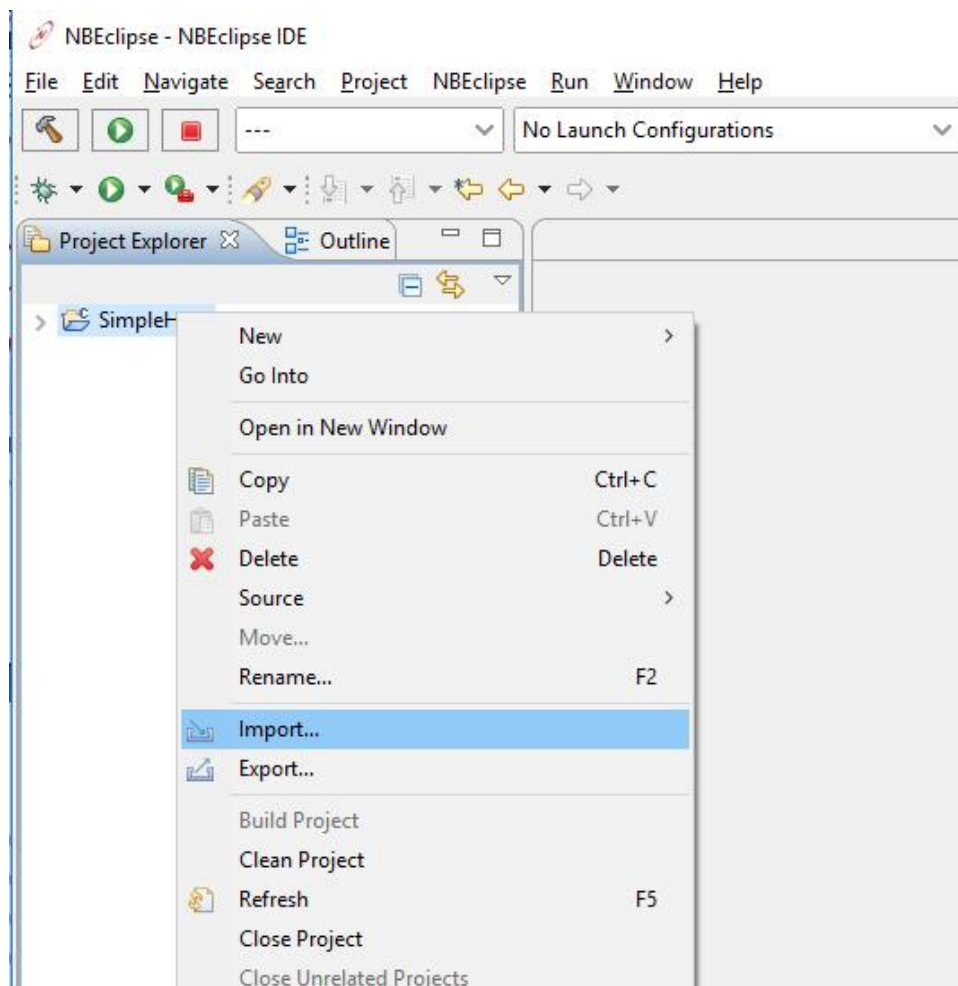 NBEclipse - NBEclipse IDE
File Edit Navigate Search Project NBEclipse Run Window Help
--- No Launch Configurations
Project Explorer Outline
SimpleH
New
Go Into
Open in New Window
Copy Ctrl+C
Paste Ctrl+V
Delete Delete
Source
Move...
Rename... F2
Import...
Export...
Build Project
Clean Project
Refresh F5
Close Project
Close Unrelated Projects